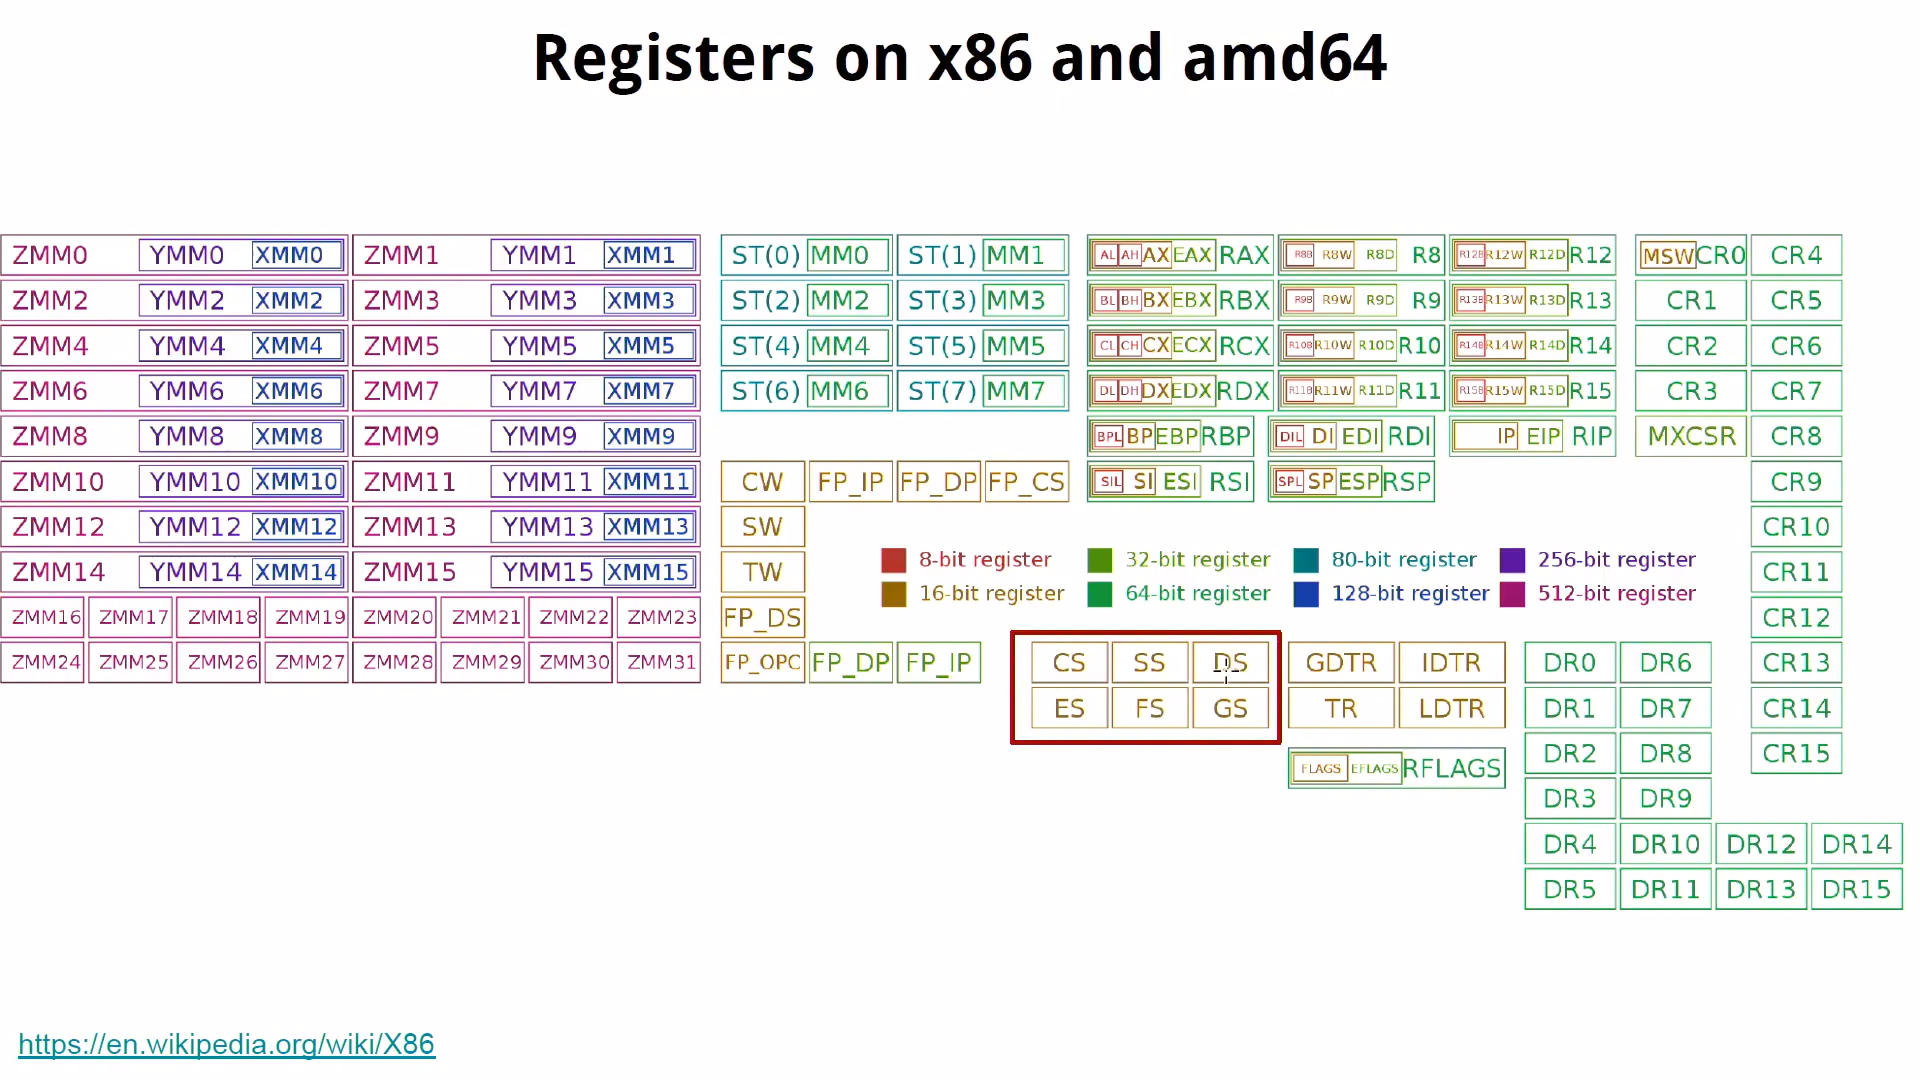 Registers on x86 and amd64
ZMM0 YMM0 XMM0 ZMM1 YMM1 XMM1 ST(0) MM0 ST(1) MM1 AL AH AX EAX RAX R8B R8W R8D R8 R12B R12W R12D R12 MSW CR0 CR4
ZMM2 YMM2 XMM2 ZMM3 YMM3 XMM3 ST(2) MM2 ST(3) MM3 BL BH BX EBX RBX R9B R9W R9D R9 R13B R13W R13D R13 CR1 CR5
ZMM4 YMM4 XMM4 ZMM5 YMM5 XMM5 ST(4) MM4 ST(5) MM5 CL CH CX ECX RCX R10B R10W R10D R10 R14B R14W R14D R14 CR2 CR6
ZMM6 YMM6 XMM6 ZMM7 YMM7 XMM7 ST(6) MM6 ST(7) MM7 DL DH DX EDX RDX R11B R11W R11D R11 R15B R15W R15D R15 CR3 CR7
ZMM8 YMM8 XMM8 ZMM9 YMM9 XMM9 BPL BP EBP RBP DIL DI EDI RDI IP EIP RIP MXCSR CR8
ZMM10 YMM10 XMM10 ZMM11 YMM11 XMM11 CW FP_IP FP_DP FP_CS SIL SI ESI RSI SPL SP ESP RSP CR9
ZMM12 YMM12 XMM12 ZMM13 YMM13 XMM13 SW CR10
ZMM14 YMM14 XMM14 ZMM15 YMM15 XMM15 TW 8-bit register 32-bit register 80-bit register 256-bit register CR11
16-bit register 64-bit register 128-bit register 512-bit register
ZMM16 ZMM17 ZMM18 ZMM19 ZMM20 ZMM21 ZMM22 ZMM23 FP_DS CR12
ZMM24 ZMM25 ZMM26 ZMM27 ZMM28 ZMM29 ZMM30 ZMM31 FP_OPC FP_DP FP_IP CS SS DS GDTR IDTR DR0 DR6 CR13
ES FS GS TR LDTR DR1 DR7 CR14
FLAGS EFLAGS RFLAGS DR2 DR8 CR15
DR3 DR9
DR4 DR10 DR12 DR14
DR5 DR11 DR13 DR15
https://en.wikipedia.org/wiki/X86